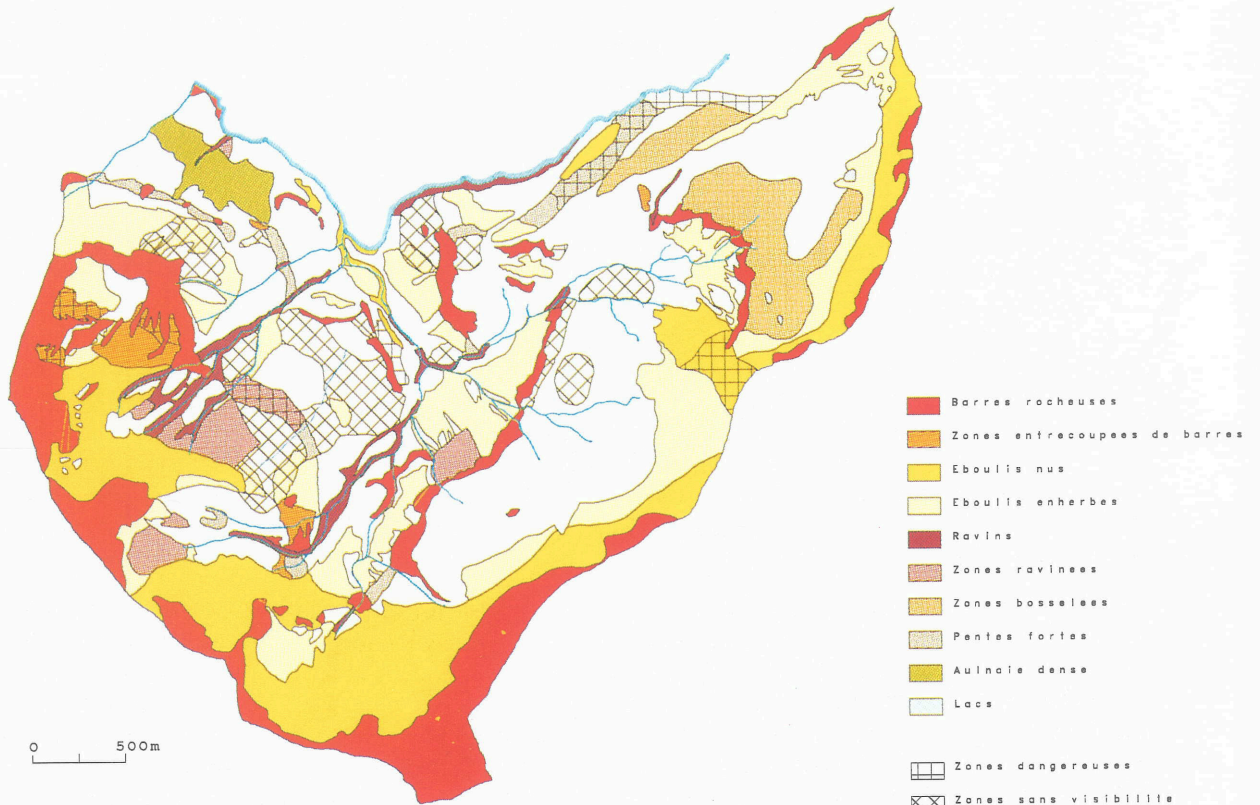 Barres rocheuses
Zones entrecoupees de barres
Eboulis nus
Eboulis enherbes
Ravins
Zones ravinees
Zones bosselees
Pentes fortes
Aulnaie dense
Lacs
0 500m
Zones dangereuses
Zones sans visibilite